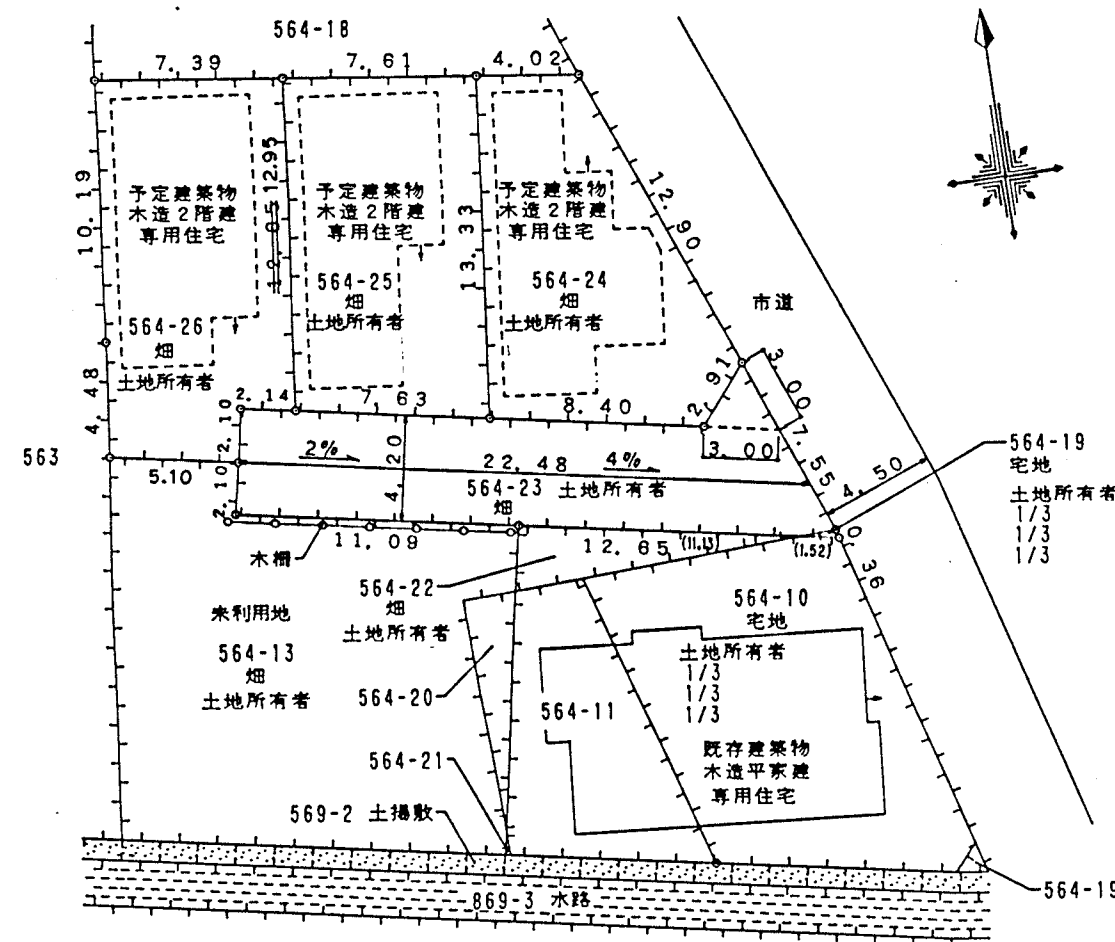 564-18
7.39
7.61
4.02
10.19
予定建築物
木造2階建
専用住宅
12.95
予定建築物
木造2階建
専用住宅
13.33
予定建築物
木造2階建
専用住宅
12.90
564-25
畑
土地所有者
564-24
畑
土地所有者
市道
564-26
畑
土地所有者
4.48
2.14
7.63
8.40
2.91
3.00
7.55
3.00
563
2.10
2%
4.20
22.48
4%
5.10
2.10
564-23 土地所有者
畑
4.50
564-19
宅地
土地所有者
1/3
1/3
1/3
11.09
木柵
12.65
(11.13)
(1.52)
0.36
564-22
畑
土地所有者
未利用地
564-13
畑
土地所有者
564-10
宅地
土地所有者
1/3
1/3
1/3
564-20
564-11
564-21
既存建築物
木造平家建
専用住宅
569-2 土揚敷
869-3 水路
564-19